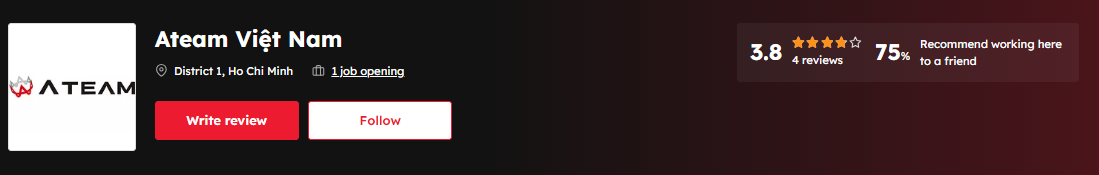 ATEAM
Ateam Việt Nam
District 1, Ho Chi Minh 1 job opening
Write review Follow
3.8 4 reviews
75% Recommend working here
to a friend